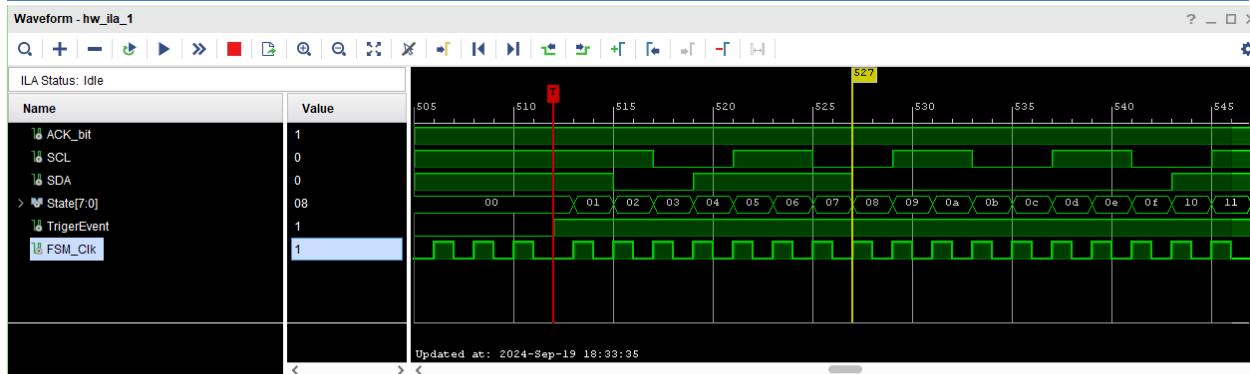 Waveform - hw_ila_1
ILA Status: Idle
Name Value
ACK_bit 1
SCL 0
SDA 0
State[7:0] 08
TrigerEvent 1
FSM_Clk 1
527
T
505 510 515 520 525 530 535 540 545
00 01 02 03 04 05 06 07 08 09 0a 0b 0c 0d 0e 0f 10 11
Updated at: 2024-Sep-19 18:33:35